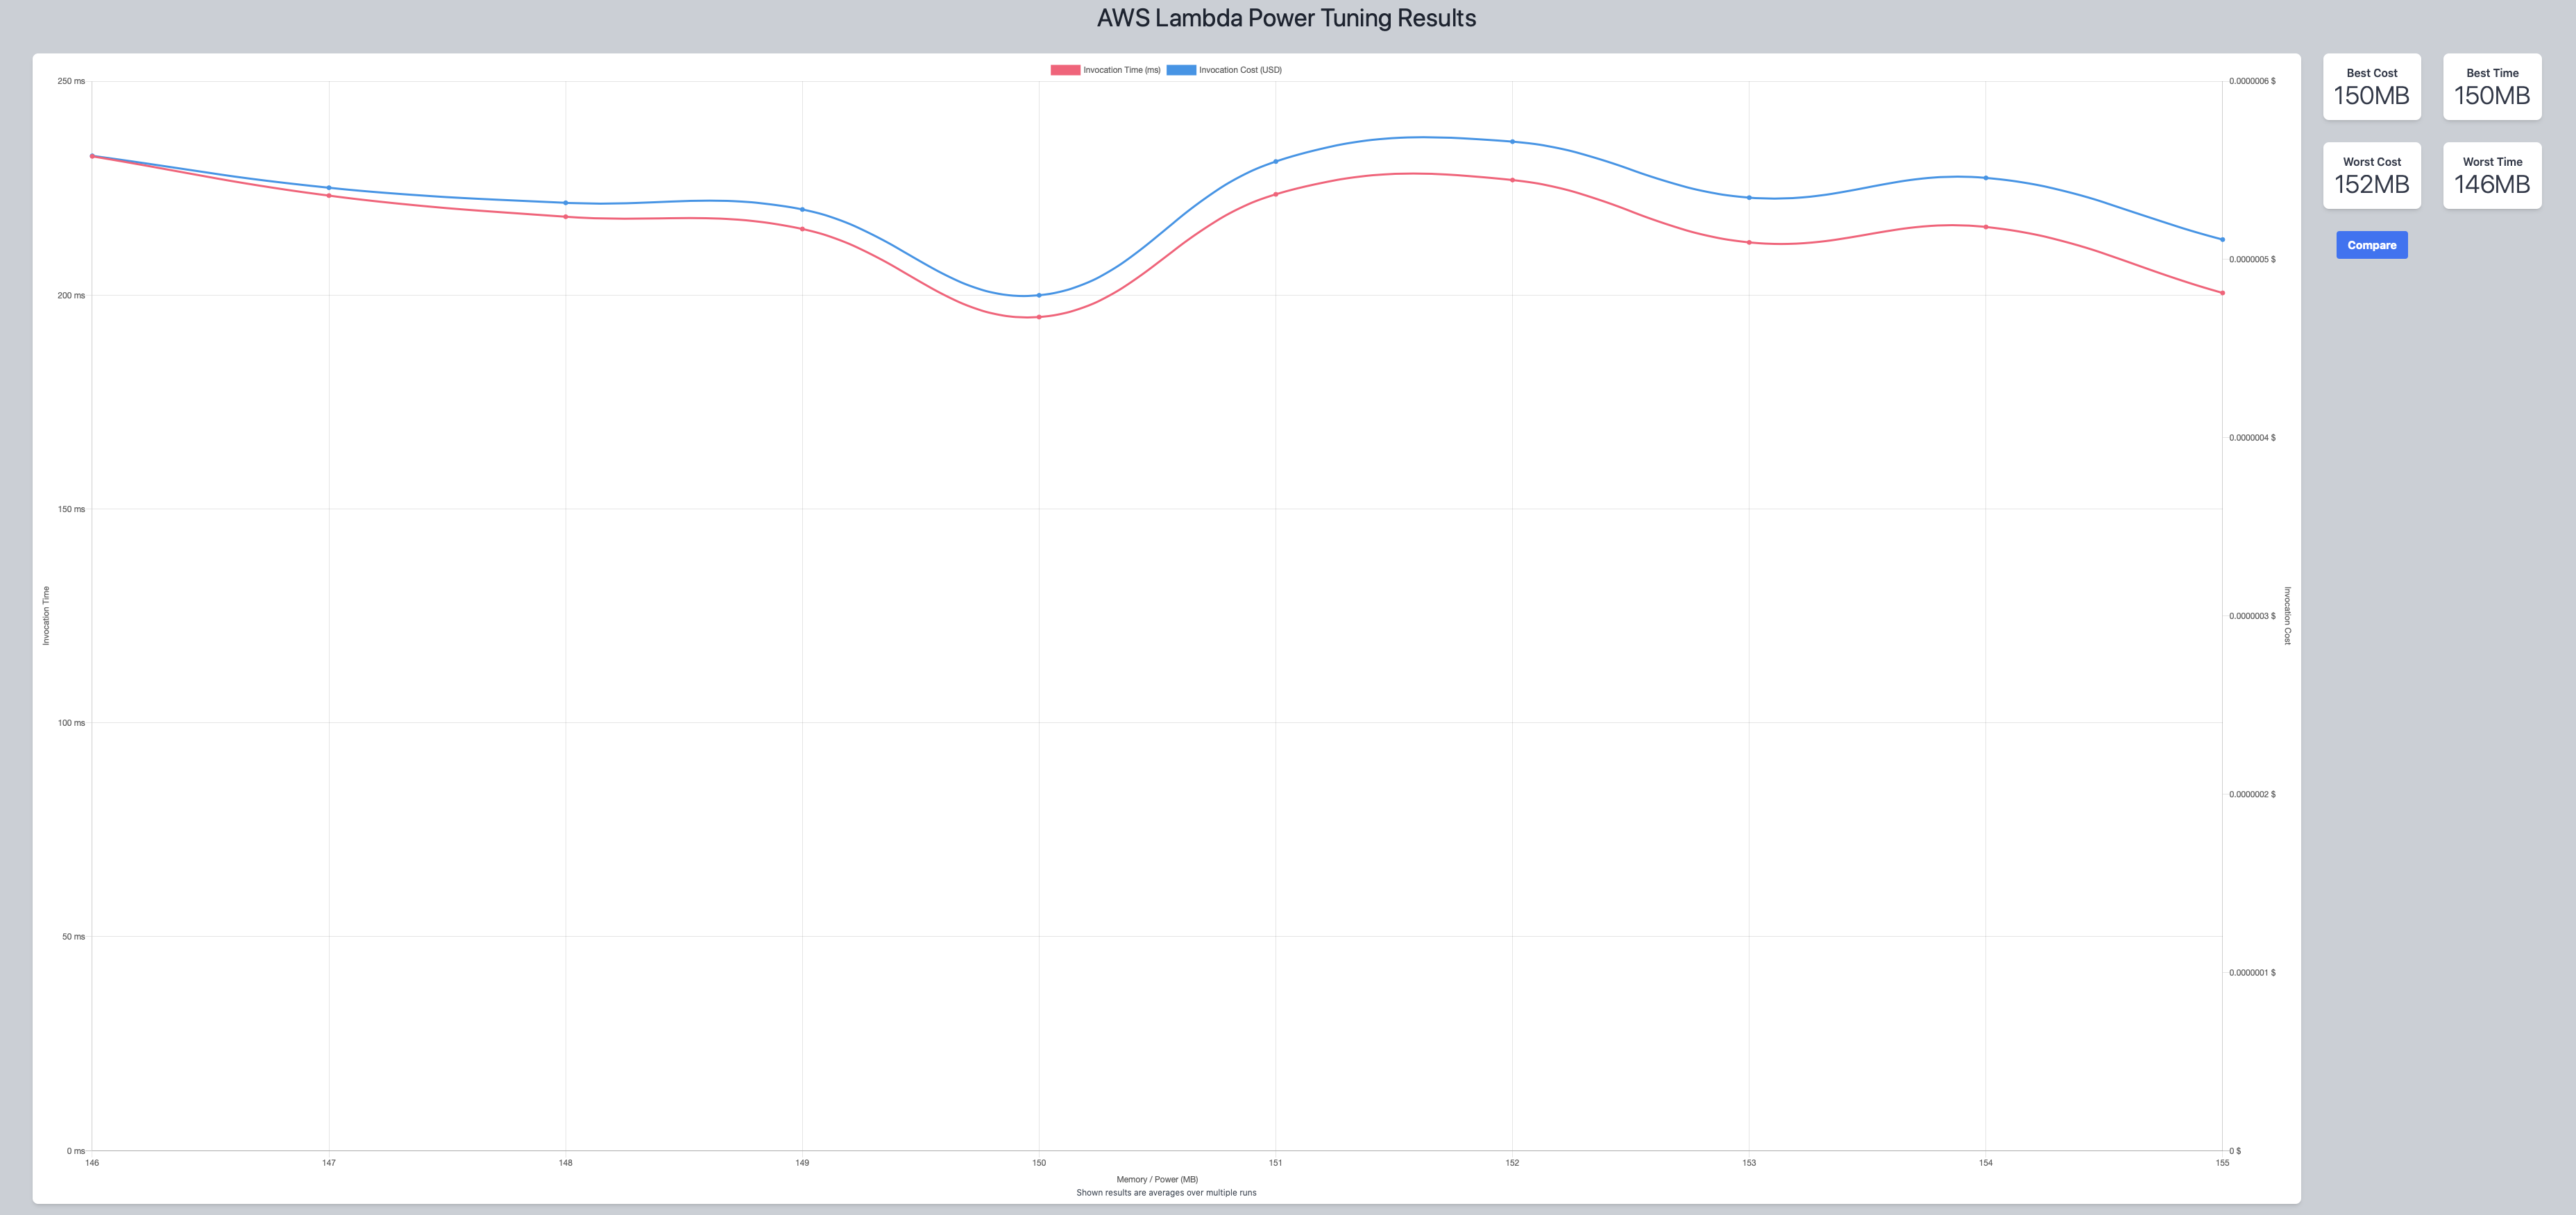 AWS Lambda Power Tuning Results
Invocation Time (ms) Invocation Cost (USD)
250 ms
200 ms
150 ms
100 ms
50 ms
0 ms
Invocation Time
0.0000006 $
0.0000005 $
0.0000004 $
0.0000003 $
0.0000002 $
0.0000001 $
0 $
Invocation Cost
146 147 148 149 150 151 152 153 154 155
Memory / Power (MB)
Shown results are averages over multiple runs
Best Cost
150MB
Best Time
150MB
Worst Cost
152MB
Worst Time
146MB
Compare